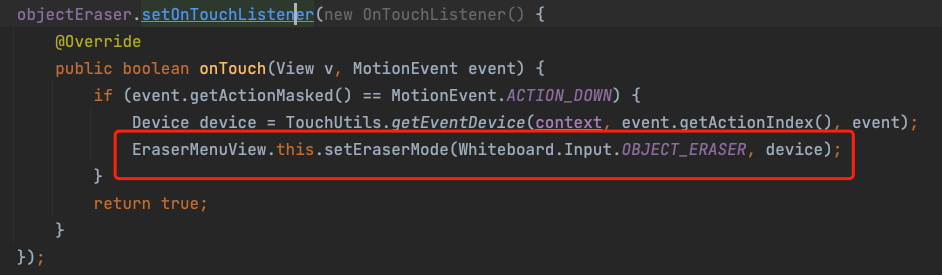 objectEraser.setOnTouchListener(new OnTouchListener() {
@Override
public boolean onTouch(View v, MotionEvent event) {
if (event.getActionMasked() == MotionEvent.ACTION_DOWN) {
Device device = TouchUtils.getEventDevice(context, event.getActionIndex(), event);
EraserMenuView.this.setEraserMode(Whiteboard.Input.OBJECT_ERASER, device);
}
return true;
}
});